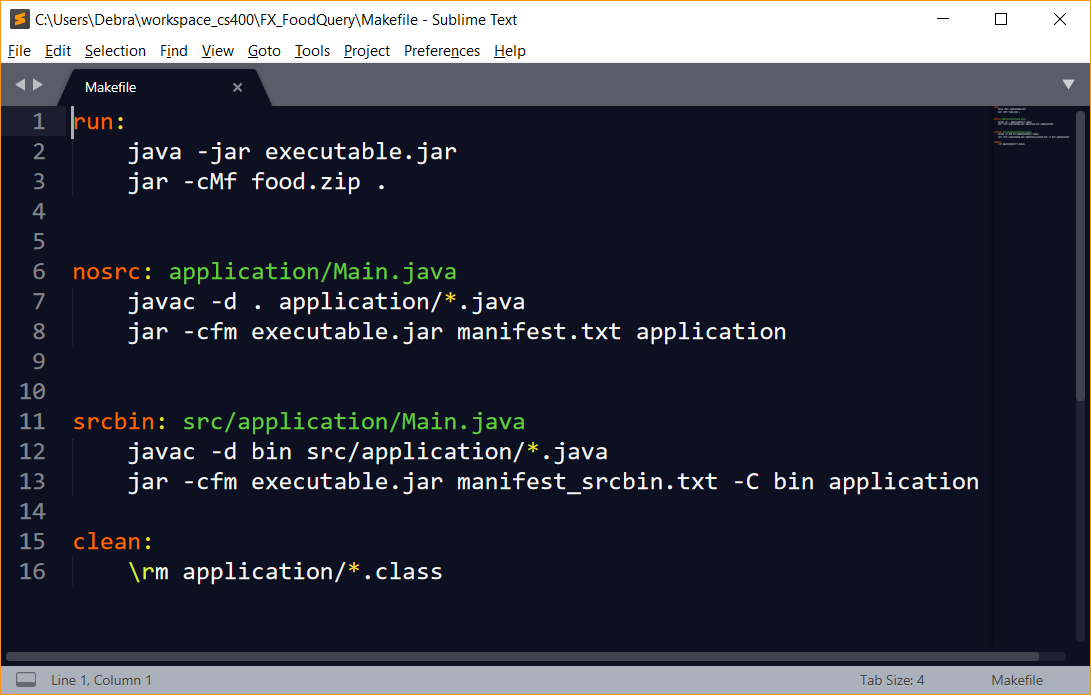 C:\Users\Debra\workspace_cs400\FX_FoodQuery\Makefile - Sublime Text
File Edit Selection Find View Goto Tools Project Preferences Help
Makefile
1 run:
2 java -jar executable.jar
3 jar -cMf food.zip .
4
5
6 nosrc: application/Main.java
7 javac -d . application/*.java
8 jar -cfm executable.jar manifest.txt application
9
10
11 srcbin: src/application/Main.java
12 javac -d bin src/application/*.java
13 jar -cfm executable.jar manifest_srcbin.txt -C bin application
14
15 clean:
16 \rm application/*.class
Line 1, Column 1 Tab Size: 4 Makefile